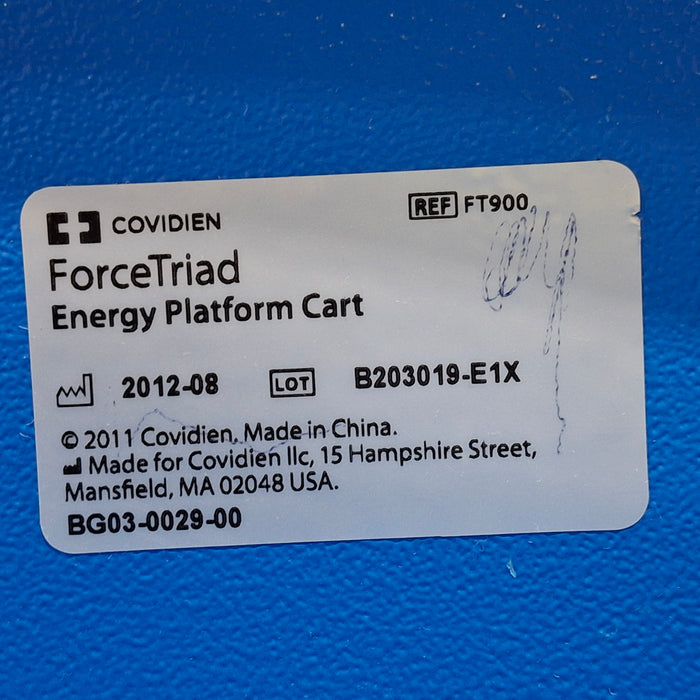 COVIDIEN
REF FT900
ForceTriad
Energy Platform Cart
2012-08 LOT B203019-E1X
© 2011 Covidien. Made in China.
Made for Covidien llc, 15 Hampshire Street,
Mansfield, MA 02048 USA.
BG03-0029-00